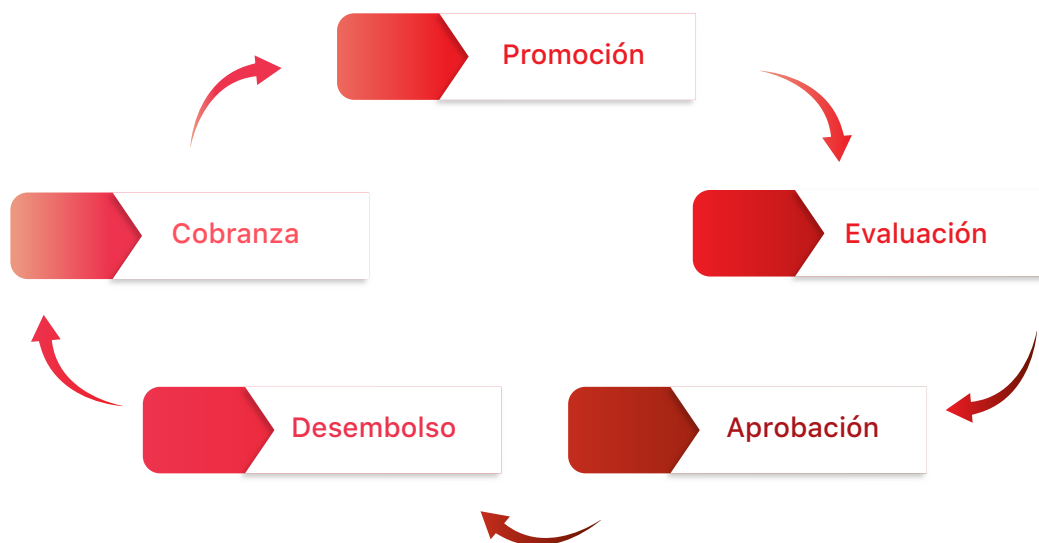 Promoción
Evaluación
Aprobación
Desembolso
Cobranza